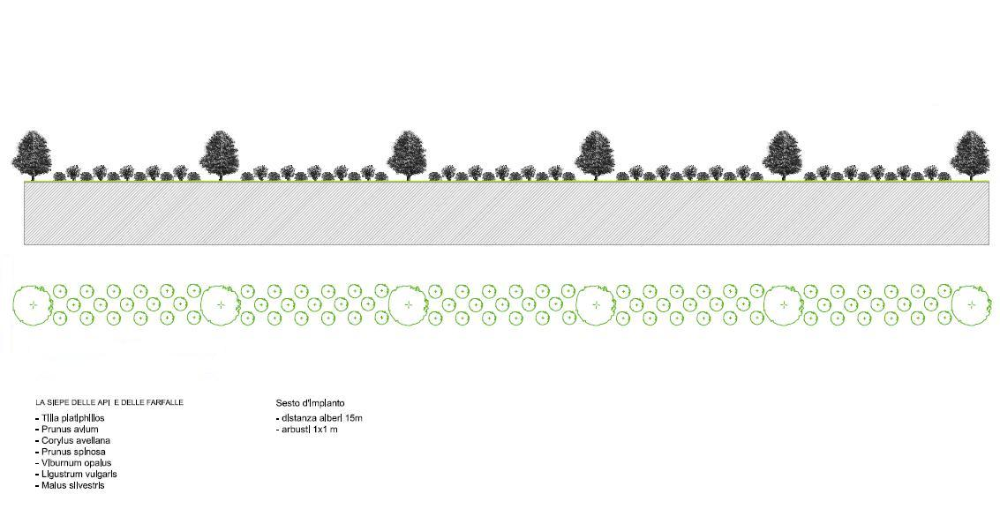 LA SIEPE DELLE API E DELLE FARFALLE
- Tilia platiphillos
- Prunus avium
- Corylus avellana
- Prunus spinosa
- Viburnum opalus
- Ligustrum vulgaris
- Malus silvestris
Sesto d'impianto
- distanza alberi 15m
- arbusti 1x1 m